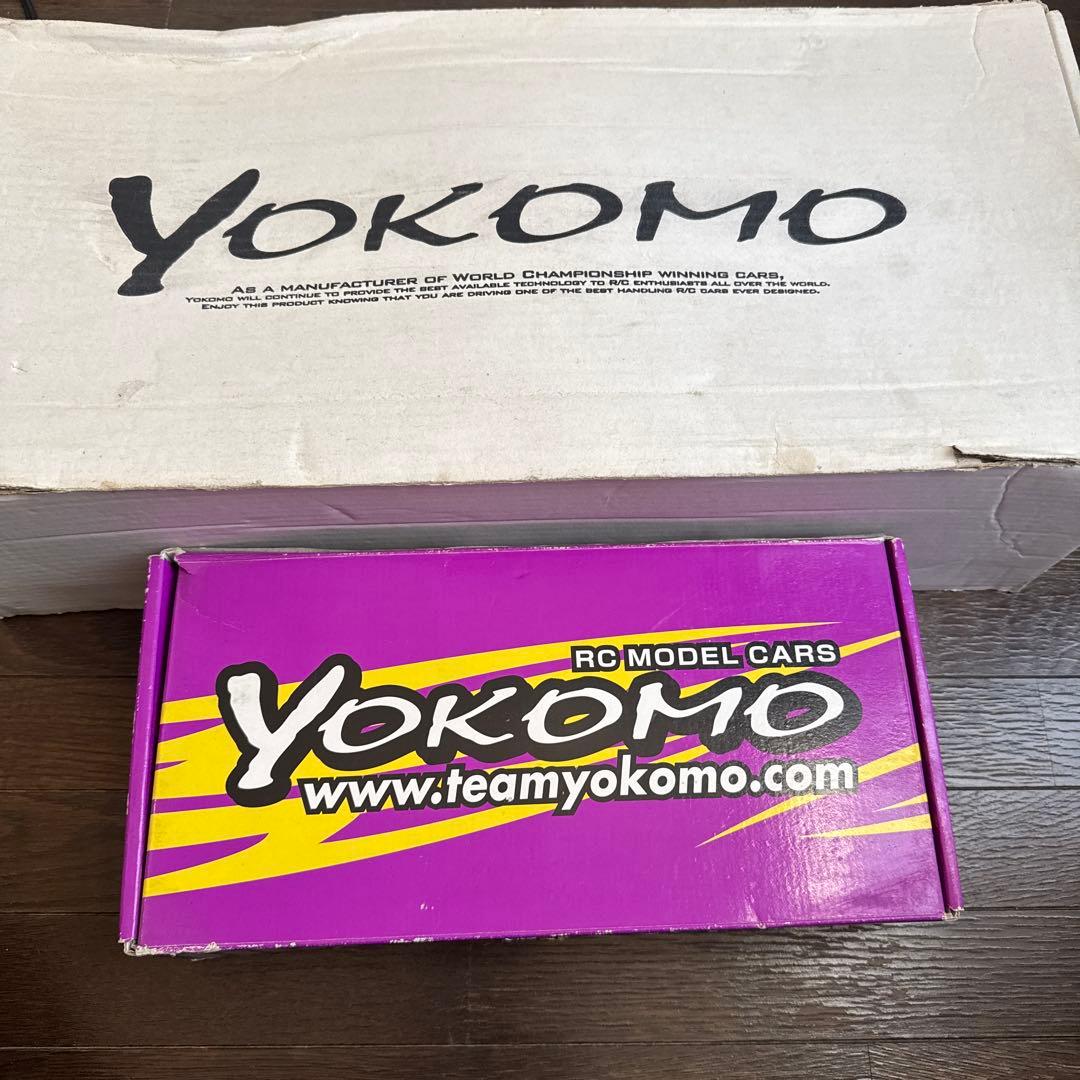 YOKOMO
AS A MANUFACTURER OF WORLD CHAMPIONSHIP WINNING CARS,
YOKOMO WILL CONTINUE TO PROVIDE THE BEST AVAILABLE TECHNOLOGY TO R/C ENTHUSIASTS ALL OVER THE WORLD.
ENJOY THIS PRODUCT KNOWING THAT YOU ARE DRIVING ONE OF THE BEST HANDLING R/C CARS EVER DESIGNED.
RC MODEL CARS
YOKOMO
www.teamyokomo.com